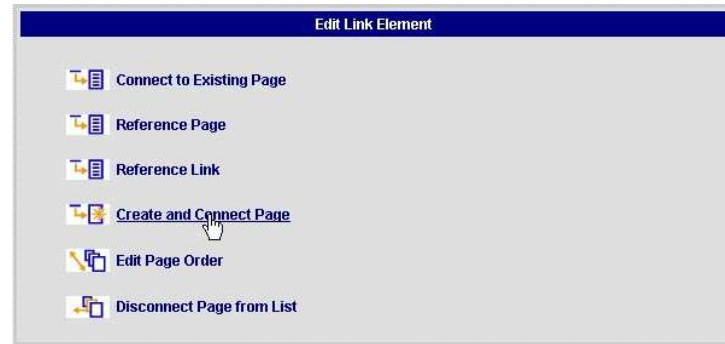 Edit Link Element
Connect to Existing Page
Reference Page
Reference Link
Create and Connect Page
Edit Page Order
Disconnect Page from List